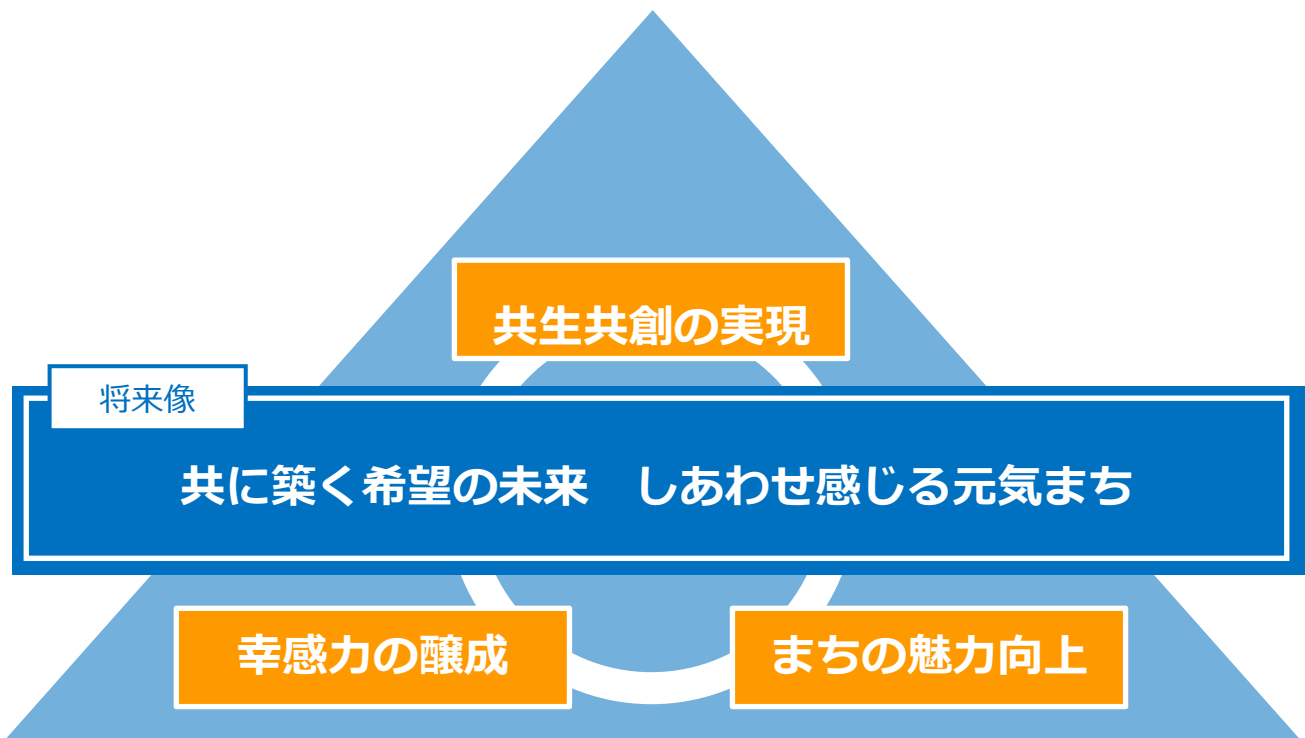 共生共創の実現
将来像
共に築く希望の未来　しあわせ感じる元気まち
幸感力の醸成
まちの魅力向上